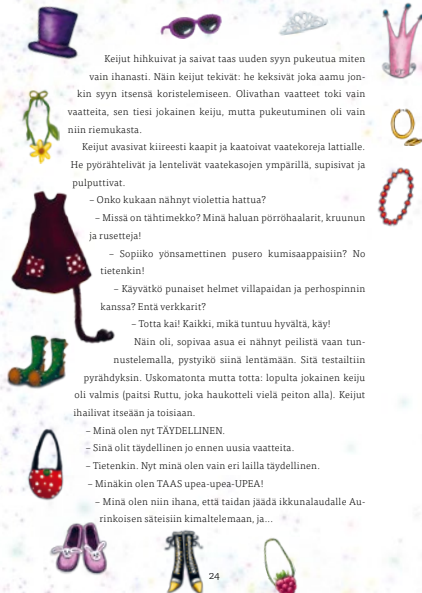 Keijut hihkuivat ja saivat taas uuden syyn pukeutua miten
vain ihanasti. Näin keijut tekivät: he keksivät joka aamu jon-
kin syyn itsensä koristelemiseen. Olivathan vaatteet toki vain
vaatteita, sen tiesi jokainen keiju, mutta pukeutuminen oli vain
niin riemukasta.
Keijut avasivat kiireesti kaapit ja kaatoivat vaatekoreja lattialle.
He pyörähtelivät ja lentelivät vaatekasojen ympärillä, supisivat ja
pulputtivat.
– Onko kukaan nähnyt violettia hattua?
– Missä on tähtimekko? Minä haluan pörröhaalarit, kruunun
ja rusetteja!
– Sopiiko yönsamettinen pusero kumisaappaisiin? No
tietenkin!
– Käyvätkö punaiset helmet villapaidan ja perhospinnin
kanssa? Entä verkkarit?
– Totta kai! Kaikki, mikä tuntuu hyvältä, käy!
Näin oli, sopivaa asua ei nähnyt peilistä vaan tun-
nustelemalla, pystyikö siinä lentämään. Sitä testailtiin
pyrähdyksin. Uskomatonta mutta totta: lopulta jokainen keiju
oli valmis (paitsi Ruttu, joka haukotteli vielä peiton alla). Keijut
ihailivat itseään ja toisiaan.
– Minä olen nyt TÄYDELLINEN.
– Sinä olit täydellinen jo ennen uusia vaatteita.
– Tietenkin. Nyt minä olen vain eri lailla täydellinen.
– Minäkin olen TAAS upea-upea-UPEA!
– Minä olen niin ihana, että taidan jäädä ikkunalaudalle Au-
rinkoisen säteisiin kimaltelemaan, ja…
24